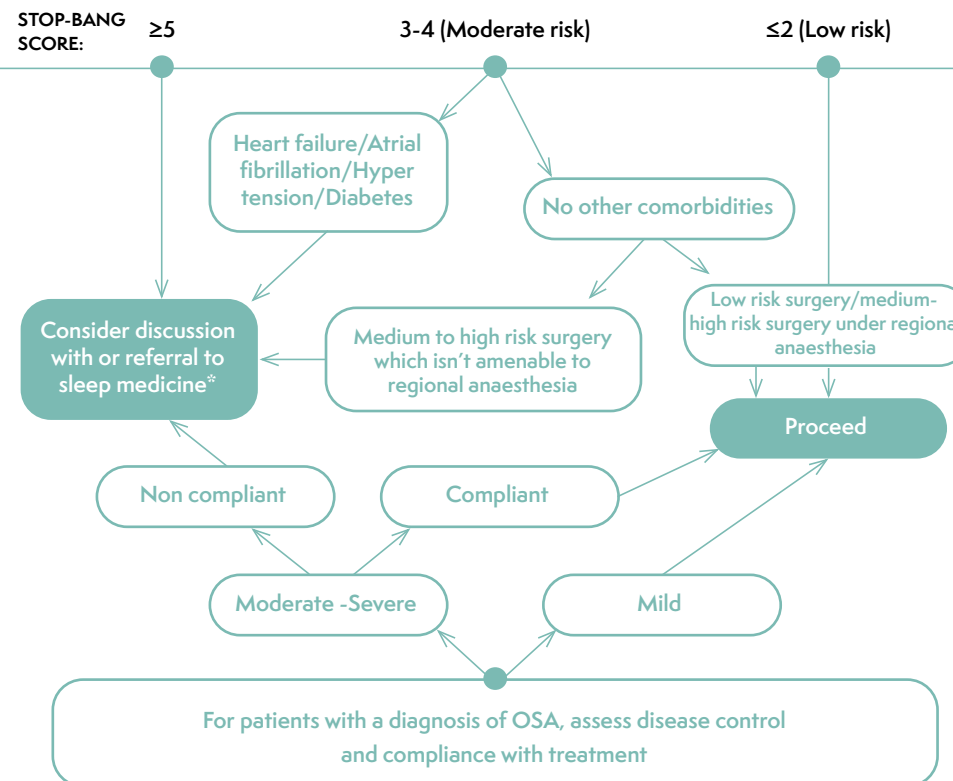 STOP-BANG
SCORE:
≥5
3-4 (Moderate risk)
≤2 (Low risk)
Heart failure/Atrial
fibrillation/Hyper
tension/Diabetes
No other comorbidities
Consider discussion
with or referral to
sleep medicine*
Medium to high risk surgery
which isn't amenable to
regional anaesthesia
Low risk surgery/medium-
high risk surgery under regiona
anaesthesia
Proceed
Non compliant
Compliant
Moderate -Severe
Mild
For patients with a diagnosis of OSA, assess disease control
and compliance with treatment